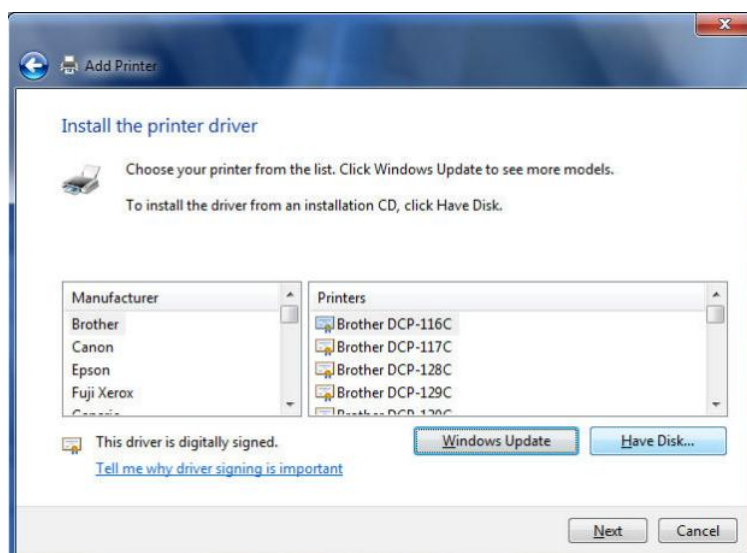 Add Printer
Install the printer driver
Choose your printer from the list. Click Windows Update to see more models.
To install the driver from an installation CD, click Have Disk.
Manufacturer
Brother
Canon
Epson
Fuji Xerox
Printers
Brother DCP-116C
Brother DCP-117C
Brother DCP-128C
Brother DCP-129C
This driver is digitally signed.
Tell me why driver signing is important
Windows Update
Have Disk...
Next
Cancel